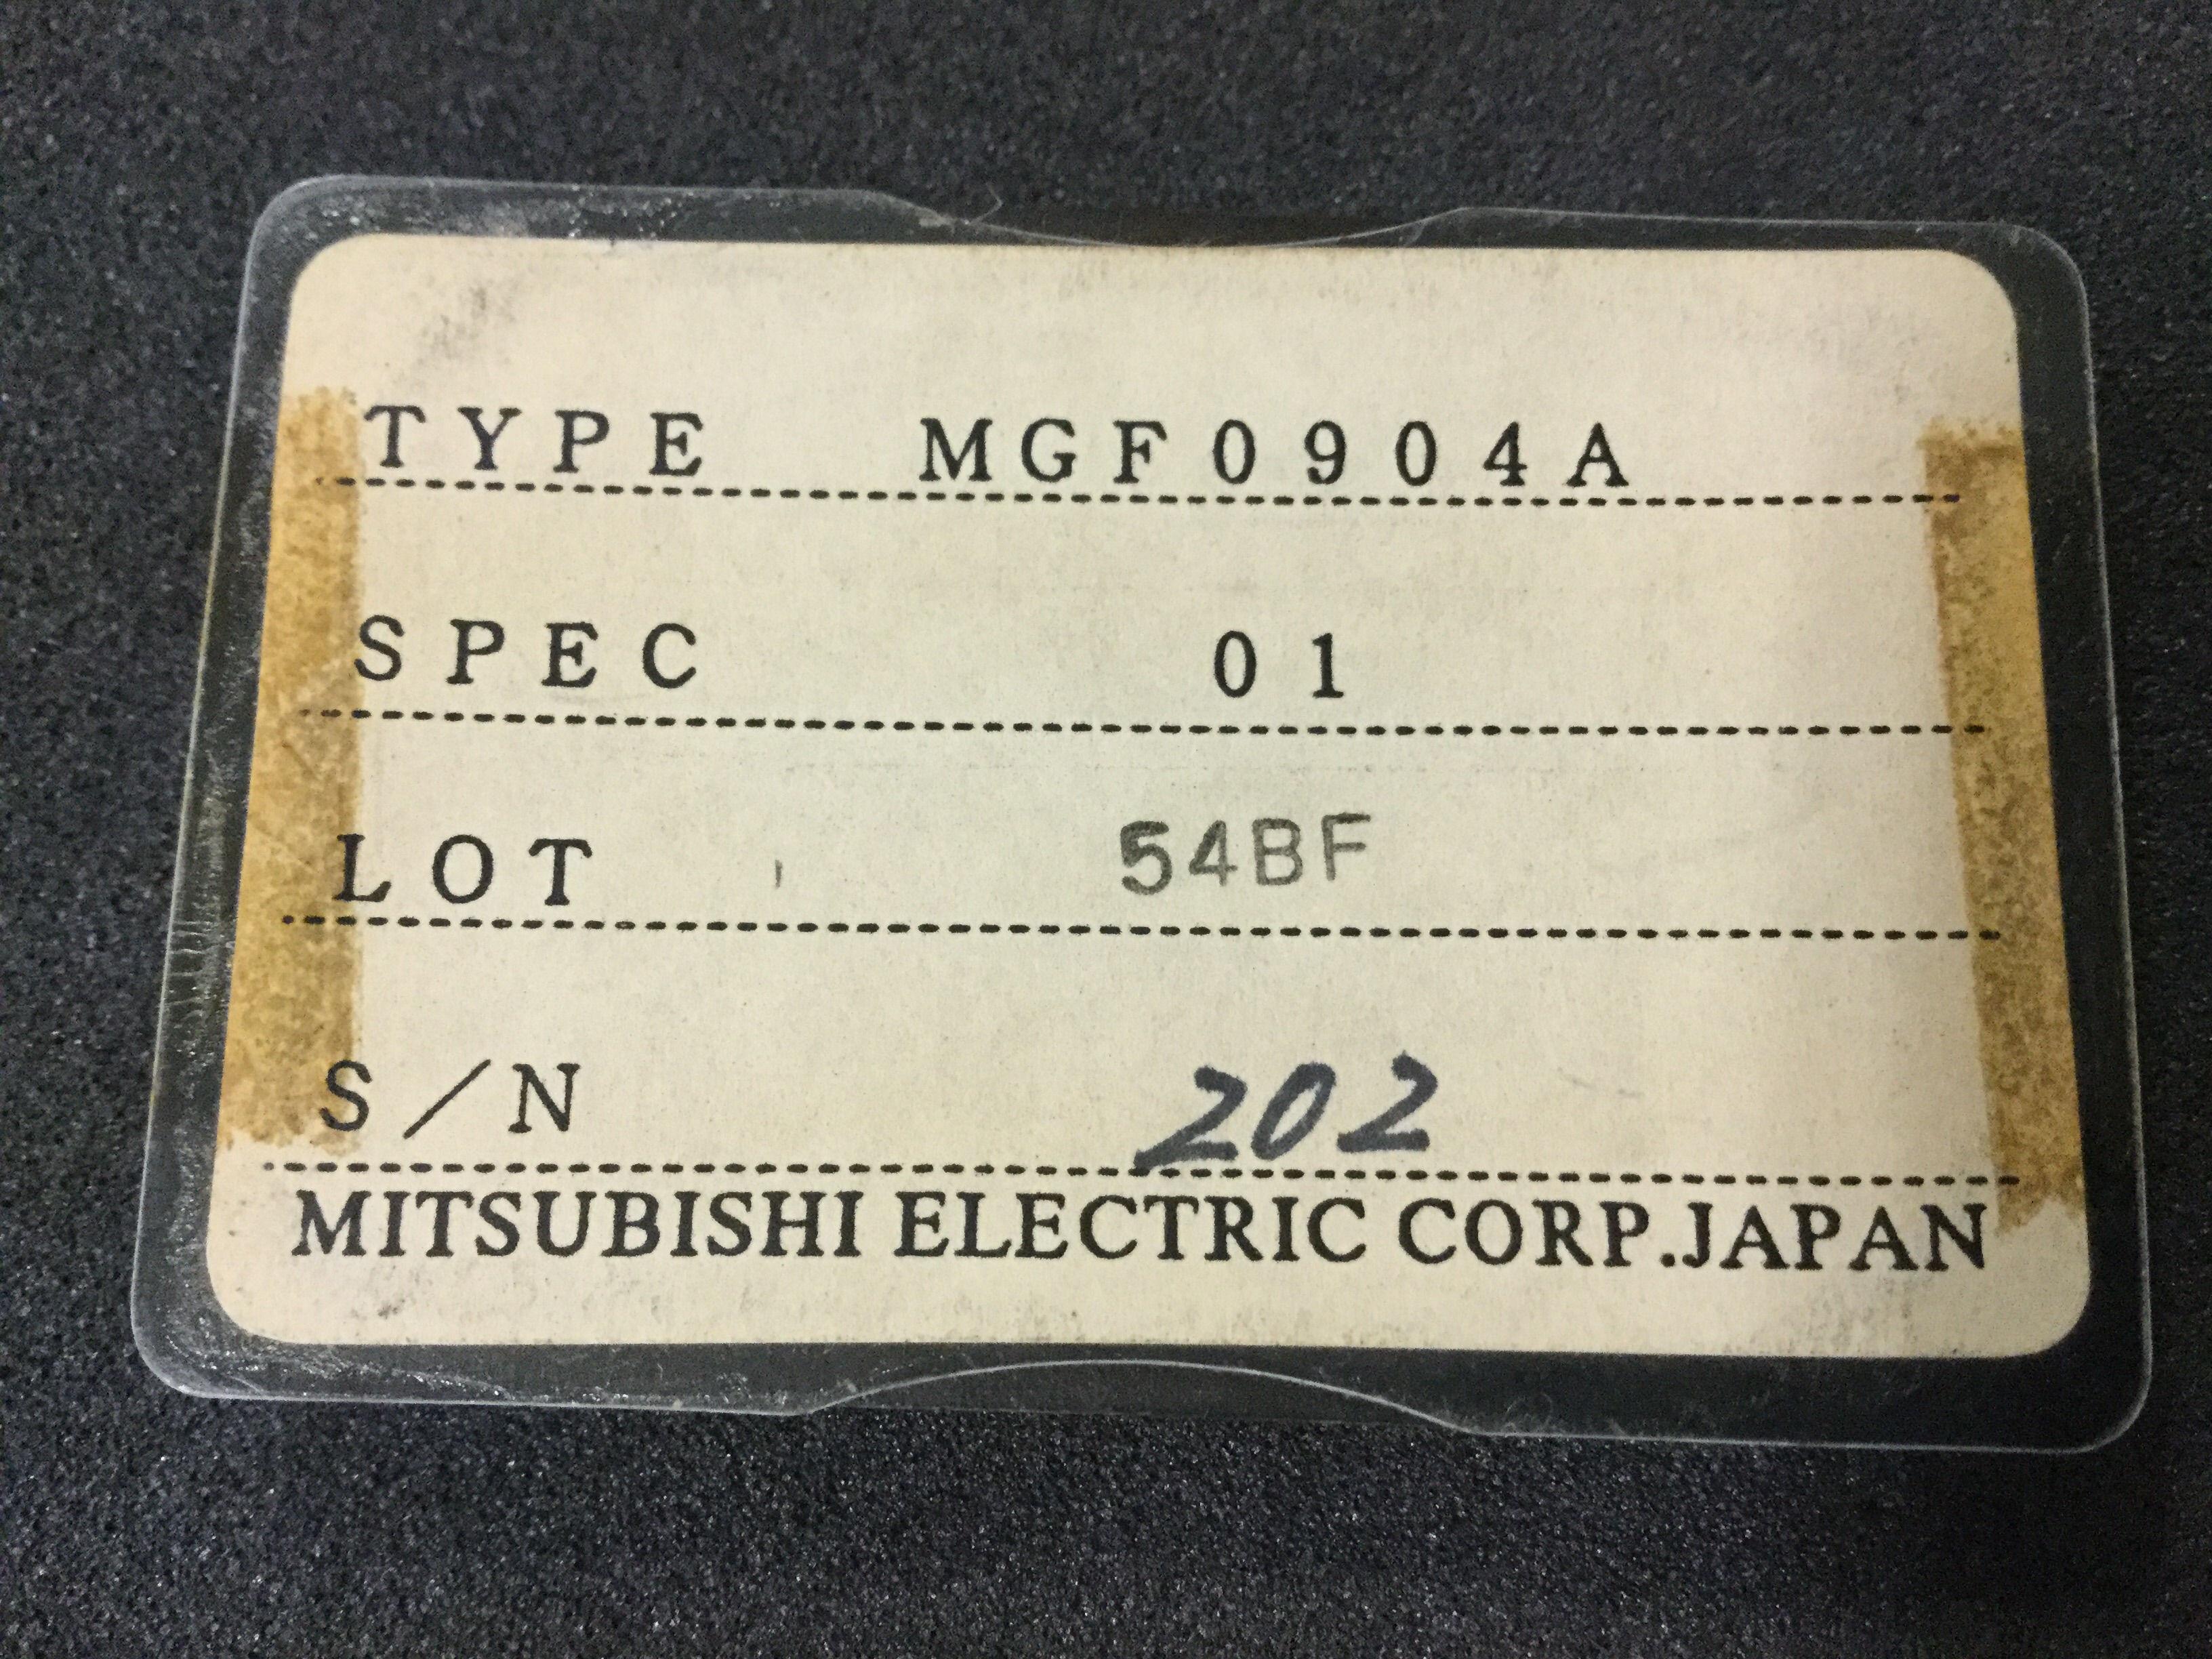 TYPE MGF0904A
SPEC 01
LOT 54BF
S/N 202
MITSUBISHI ELECTRIC CORP.JAPAN